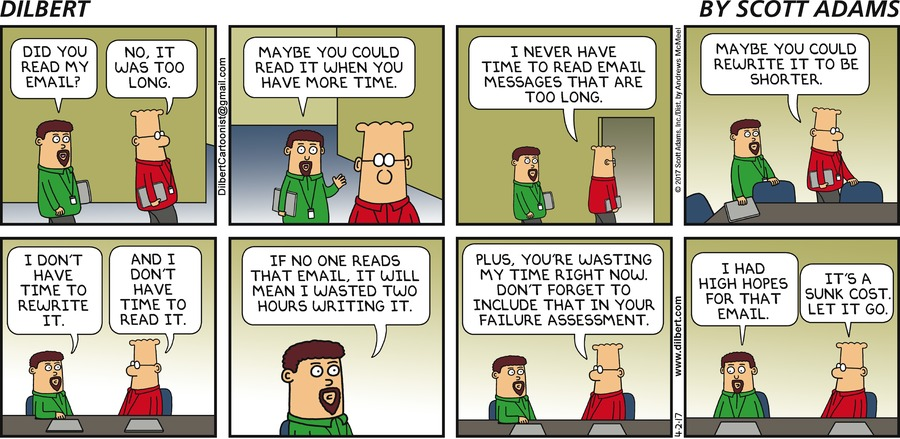 DILBERT
BY SCOTT ADAMS
DID YOU
READ MY
EMAIL?
NO, IT
WAS TOO
LONG.
DilbertCartoonist@gmail.com
MAYBE YOU COULD
READ IT WHEN YOU
HAVE MORE TIME.
I NEVER HAVE
TIME TO READ EMAIL
MESSAGES THAT ARE
TOO LONG.
© 2017 Scott Adams, Inc./Dist. by Andrews McMeel
MAYBE YOU COULD
REWRITE IT TO BE
SHORTER.
I DON'T
HAVE
TIME TO
REWRITE
IT.
AND I
DON'T
HAVE
TIME TO
READ IT.
IF NO ONE READS
THAT EMAIL, IT WILL
MEAN I WASTED TWO
HOURS WRITING IT.
PLUS, YOU'RE WASTING
MY TIME RIGHT NOW.
DON'T FORGET TO
INCLUDE THAT IN YOUR
FAILURE ASSESSMENT.
4-2-17
www.dilbert.com
I HAD
HIGH HOPES
FOR THAT
EMAIL.
IT'S A
SUNK COST.
LET IT GO.